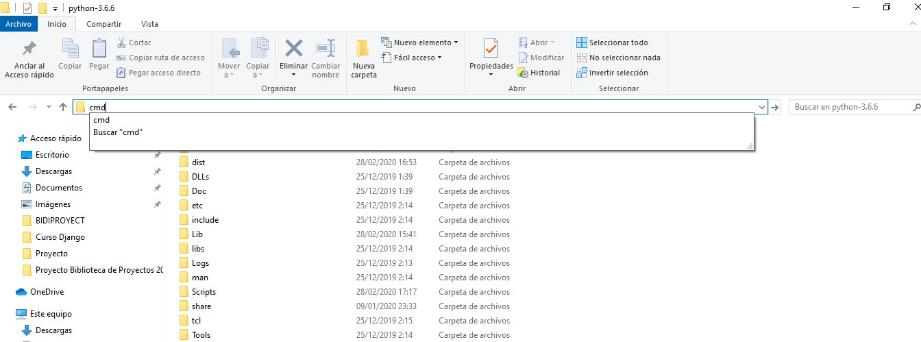 python-3.6.6
Archivo Inicio Compartir Vista
Anclar al Acceso rápido
Copiar
Pegar
Cortar
Copiar ruta de acceso
Pegar acceso directo
Portapapeles
Mover a
Copiar a
Eliminar
Cambiar nombre
Organizar
Nueva carpeta
Nuevo elemento
Fácil acceso
Nuevo
Propiedades
Abrir
Modificar
Historial
Abrir
Seleccionar todo
No seleccionar nada
Invertir selección
Seleccionar
cmd
Buscar en python-3.6.6
cmd
Buscar "cmd"
Acceso rápido
Escritorio
Descargas
Documentos
Imágenes
BIDIPROYECT
Curso Django
Proyecto
Proyecto Biblioteca de Proyectos 20
OneDrive
Este equipo
Descargas
dist 28/02/2020 16:53 Carpeta de archivos
DLLs 25/12/2019 1:39 Carpeta de archivos
Doc 25/12/2019 1:39 Carpeta de archivos
etc 25/12/2019 2:14 Carpeta de archivos
include 25/12/2019 2:14 Carpeta de archivos
Lib 28/02/2020 15:41 Carpeta de archivos
libs 25/12/2019 2:14 Carpeta de archivos
Logs 25/12/2019 2:13 Carpeta de archivos
man 25/12/2019 2:14 Carpeta de archivos
Scripts 28/02/2020 17:17 Carpeta de archivos
share 09/01/2020 23:33 Carpeta de archivos
tcl 25/12/2019 2:15 Carpeta de archivos
Tools 25/12/2019 2:14 Carpeta de archivos